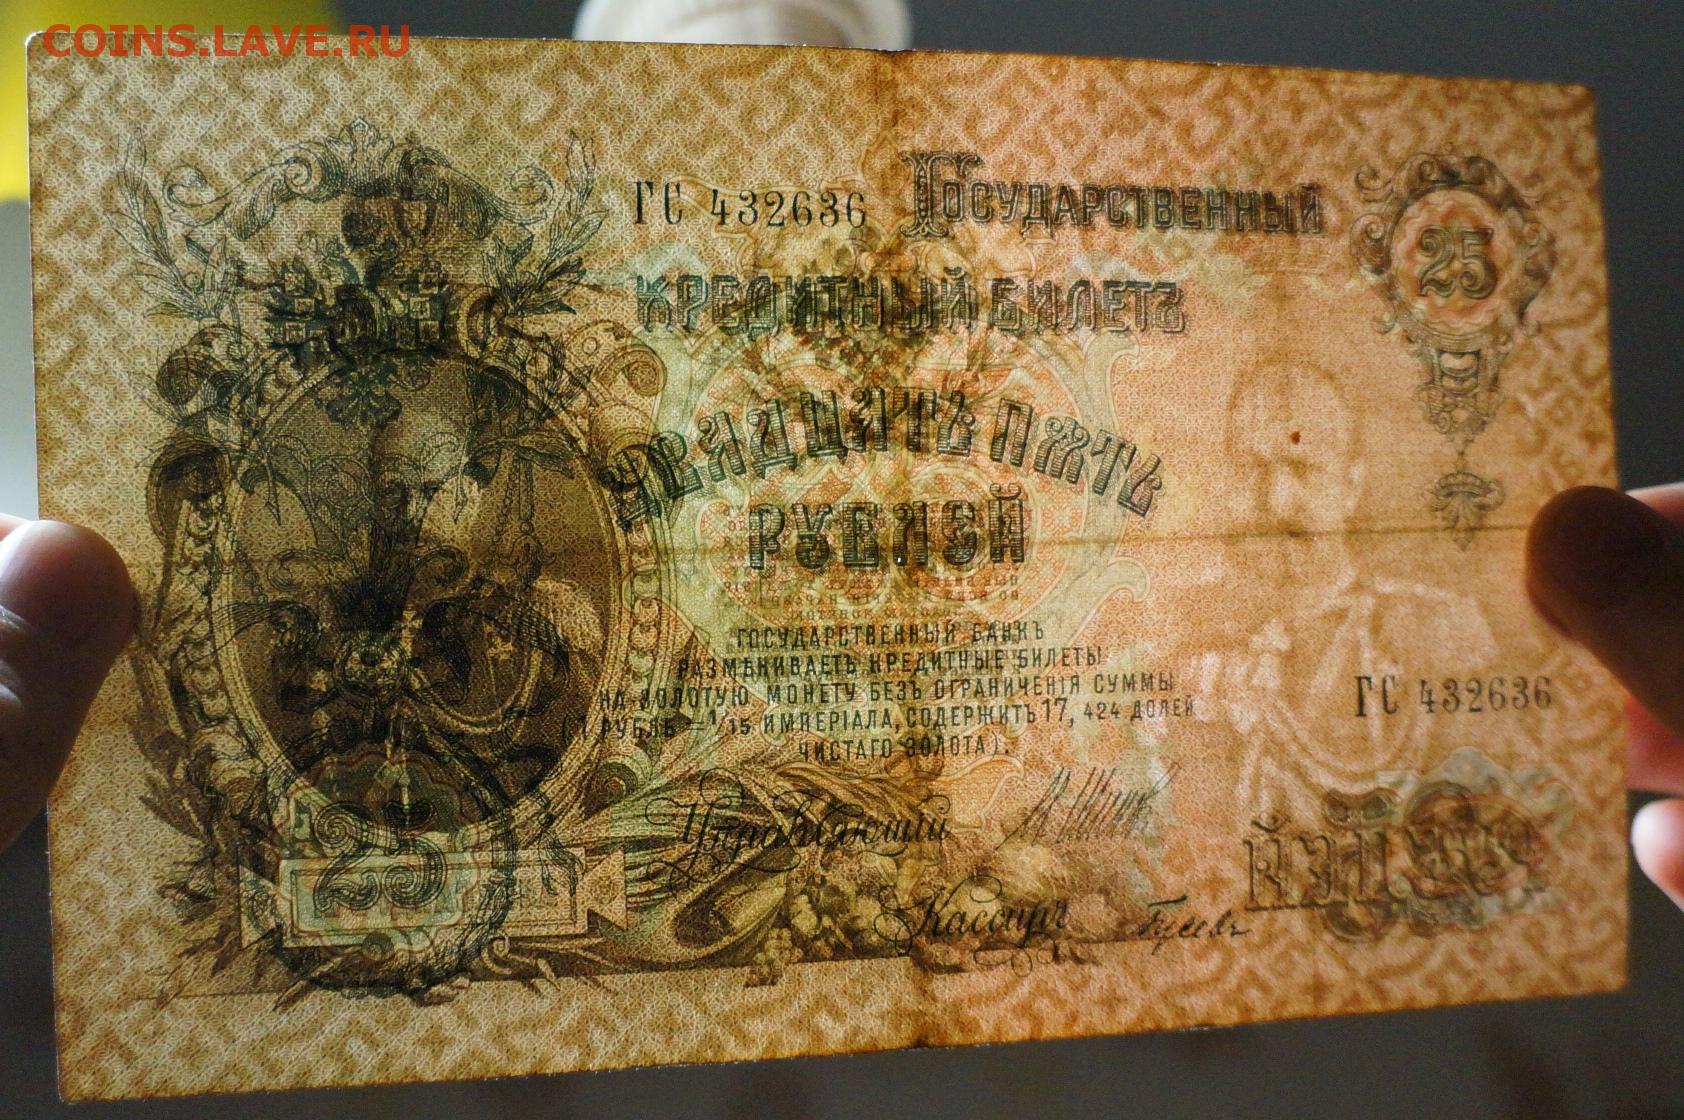 COINS.LAVE.RU
ГС 432636
ГОСУДАРСТВЕННЫЙ
25
КРЕДИТНЫЙ БИЛЕТЪ
ДВАДЦАТЬ ПЯТЬ
РУБЛЕЙ
ГОСУДАРСТВЕННЫЙ БАНКЪ
РАЗМѢНИВАЕТЪ КРЕДИТНЫЕ БИЛЕТЫ
НА ЗОЛОТУЮ МОНЕТУ БЕЗЪ ОГРАНИЧЕНІЯ СУММЫ
(1 РУБЛЬ — 1/15 ИМПЕРІАЛА, СОДЕРЖИТЪ 17, 424 ДОЛЕЙ
ЧИСТАГО ЗОЛОТА).
ГС 432636
Управляющій
25
Кассиръ Гусевъ